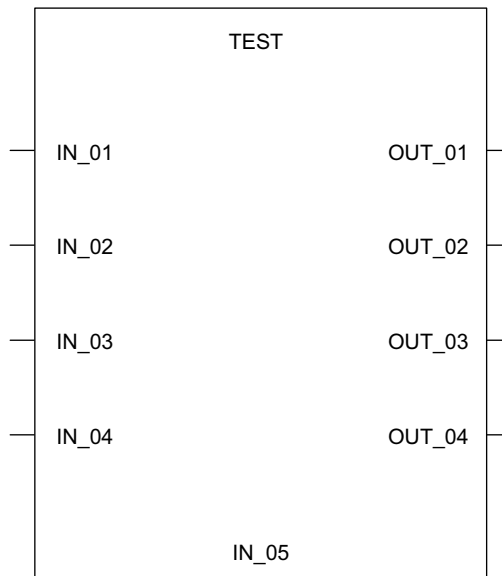 TEST
IN_01 OUT_01
IN_02 OUT_02
IN_03 OUT_03
IN_04 OUT_04
IN_05